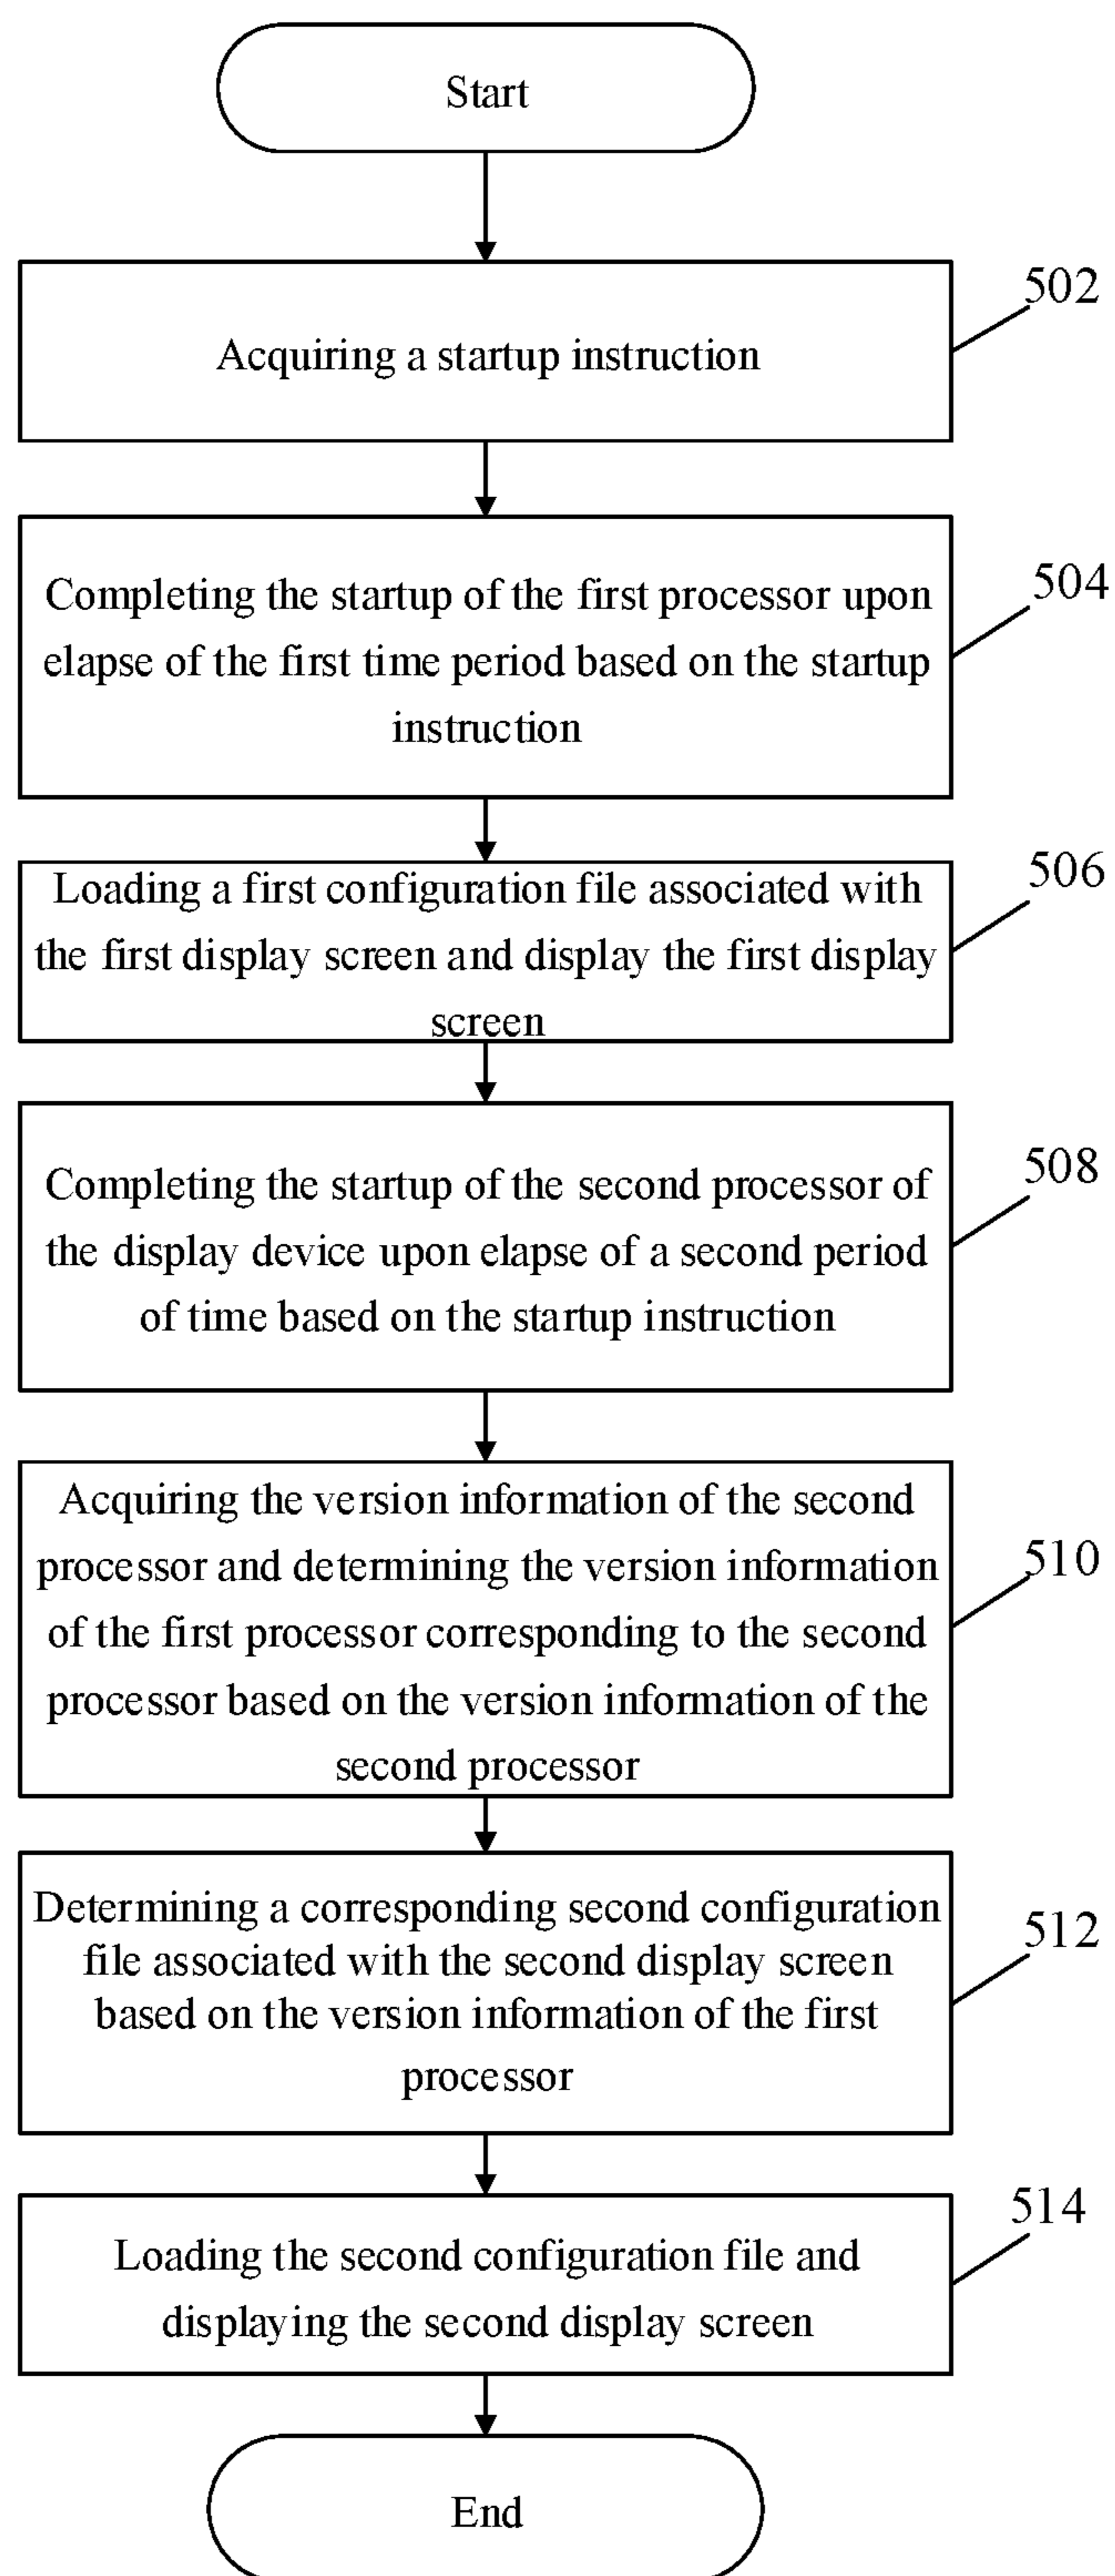 Start
Acquiring a startup instruction
502
Completing the startup of the first processor upon
elapse of the first time period based on the startup
instruction
504
Loading a first configuration file associated with
the first display screen and display the first display
screen
506
Completing the startup of the second processor of
the display device upon elapse of a second period
of time based on the startup instruction
508
Acquiring the version information of the second
processor and determining the version information
of the first processor corresponding to the second
processor based on the version information of the
second processor
510
Determining a corresponding second configuration
file associated with the second display screen
based on the version information of the first
processor
512
Loading the second configuration file and
displaying the second display screen
514
End